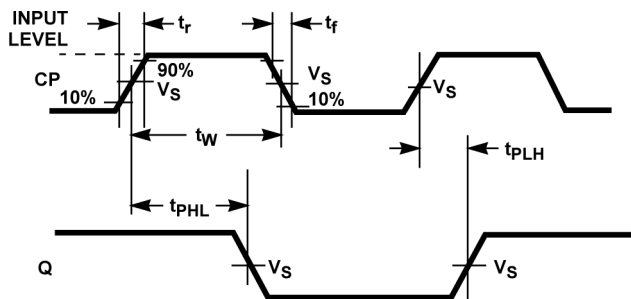 INPUT
LEVEL
tr
tf
CP
90%
VS
VS
VS
10%
10%
tW
tPLH
tPHL
Q
VS
VS